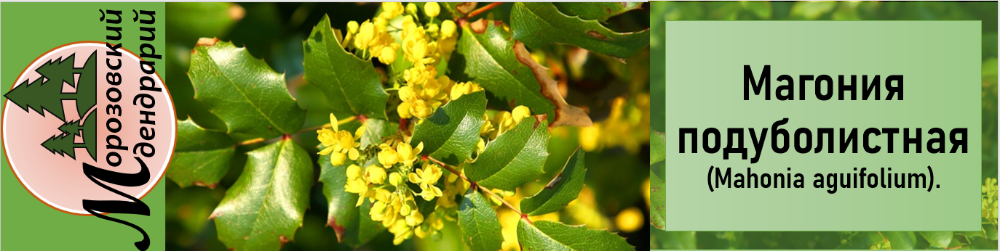 Морозовский
дендрарий
Магония
подуболистная
(Mahonia aguifolium).